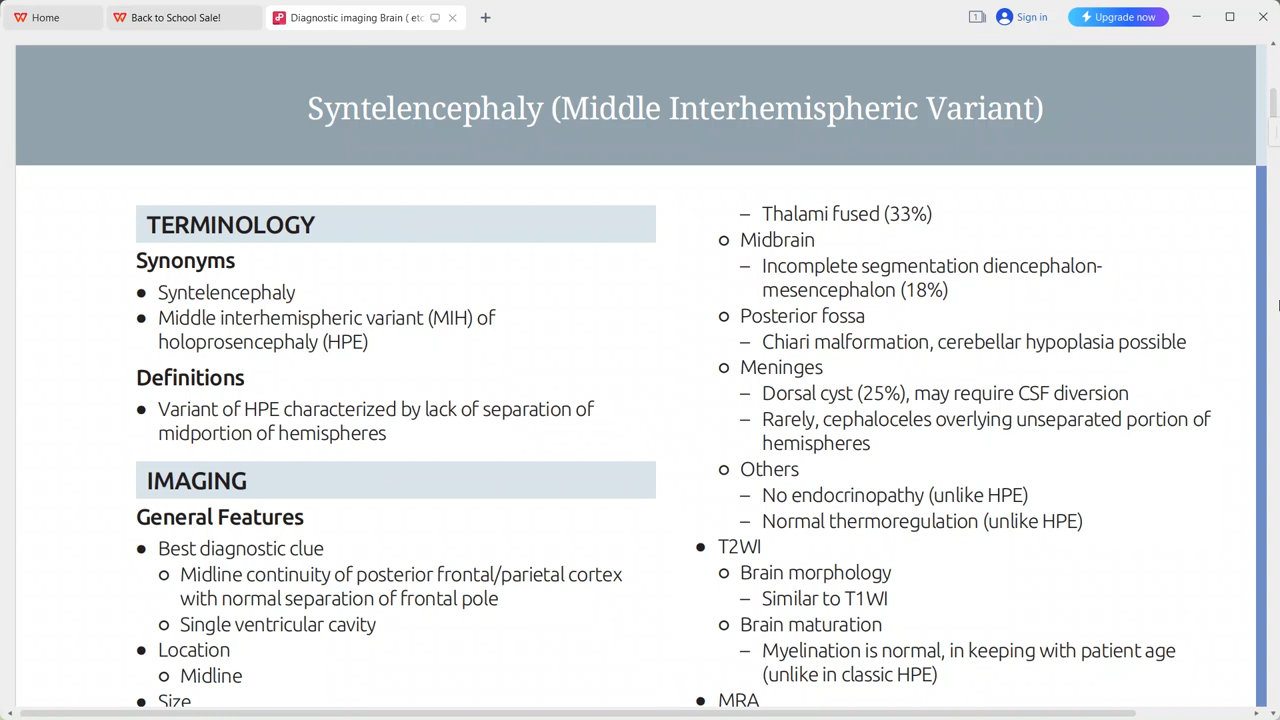 Home
Back to School Sale!
Diagnostic imaging Brain ( etc
1
Sign in
Upgrade now
Syntelencephaly (Middle Interhemispheric Variant)
TERMINOLOGY
Synonyms
● Syntelencephaly
● Middle interhemispheric variant (MIH) of
holoprosencephaly (HPE)
Definitions
● Variant of HPE characterized by lack of separation of
midportion of hemispheres
IMAGING
General Features
● Best diagnostic clue
○ Midline continuity of posterior frontal/parietal cortex
with normal separation of frontal pole
○ Single ventricular cavity
● Location
○ Midline
● Size
– Thalami fused (33%)
○ Midbrain
– Incomplete segmentation diencephalon-
mesencephalon (18%)
○ Posterior fossa
– Chiari malformation, cerebellar hypoplasia possible
○ Meninges
– Dorsal cyst (25%), may require CSF diversion
– Rarely, cephaloceles overlying unseparated portion of
hemispheres
○ Others
– No endocrinopathy (unlike HPE)
– Normal thermoregulation (unlike HPE)
● T2WI
○ Brain morphology
– Similar to T1WI
○ Brain maturation
– Myelination is normal, in keeping with patient age
(unlike in classic HPE)
● MRA